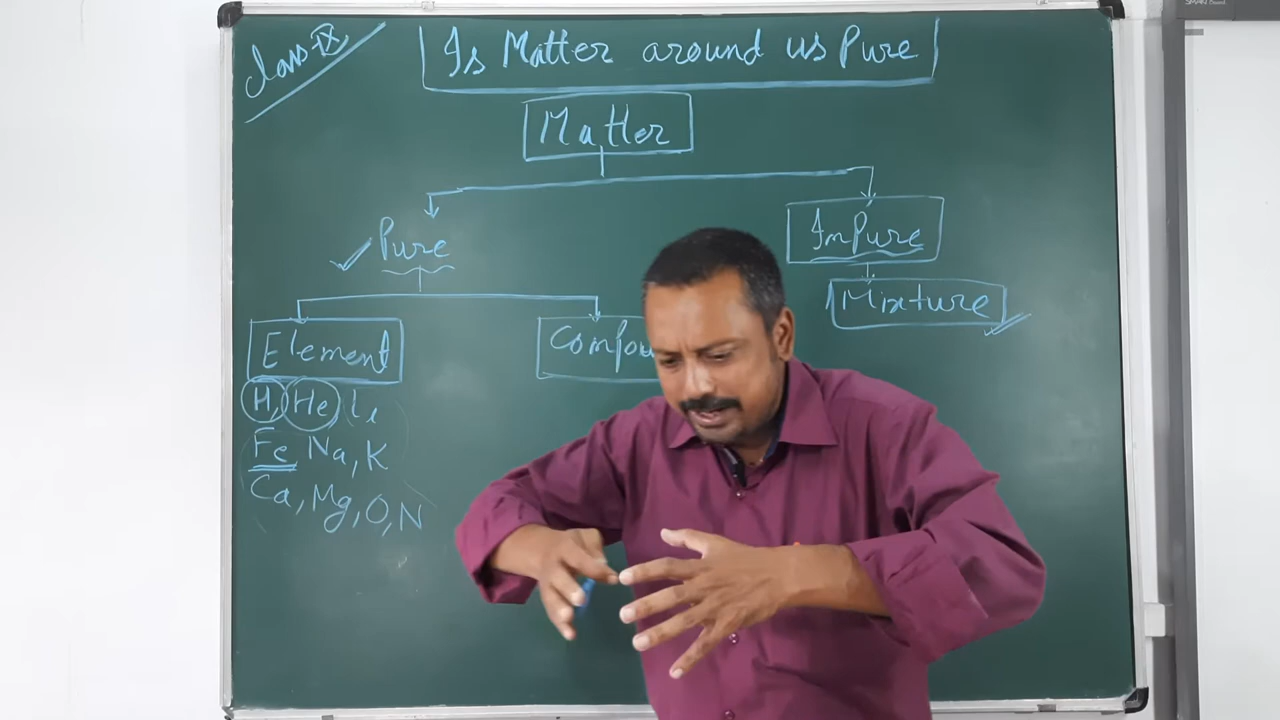 Class-IX
Is Matter around us Pure
Matter
Pure
ImPure
Mixture
Element
H, He Li
Fe Na, K
Ca, Mg, O, N